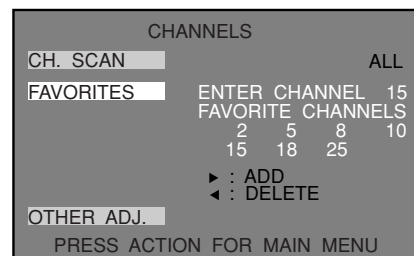 CHANNELS
CH. SCAN ALL
FAVORITES ENTER CHANNEL 15
FAVORITE CHANNELS
2 5 8 10
15 18 25
► : ADD
◄ : DELETE
OTHER ADJ.
PRESS ACTION FOR MAIN MENU